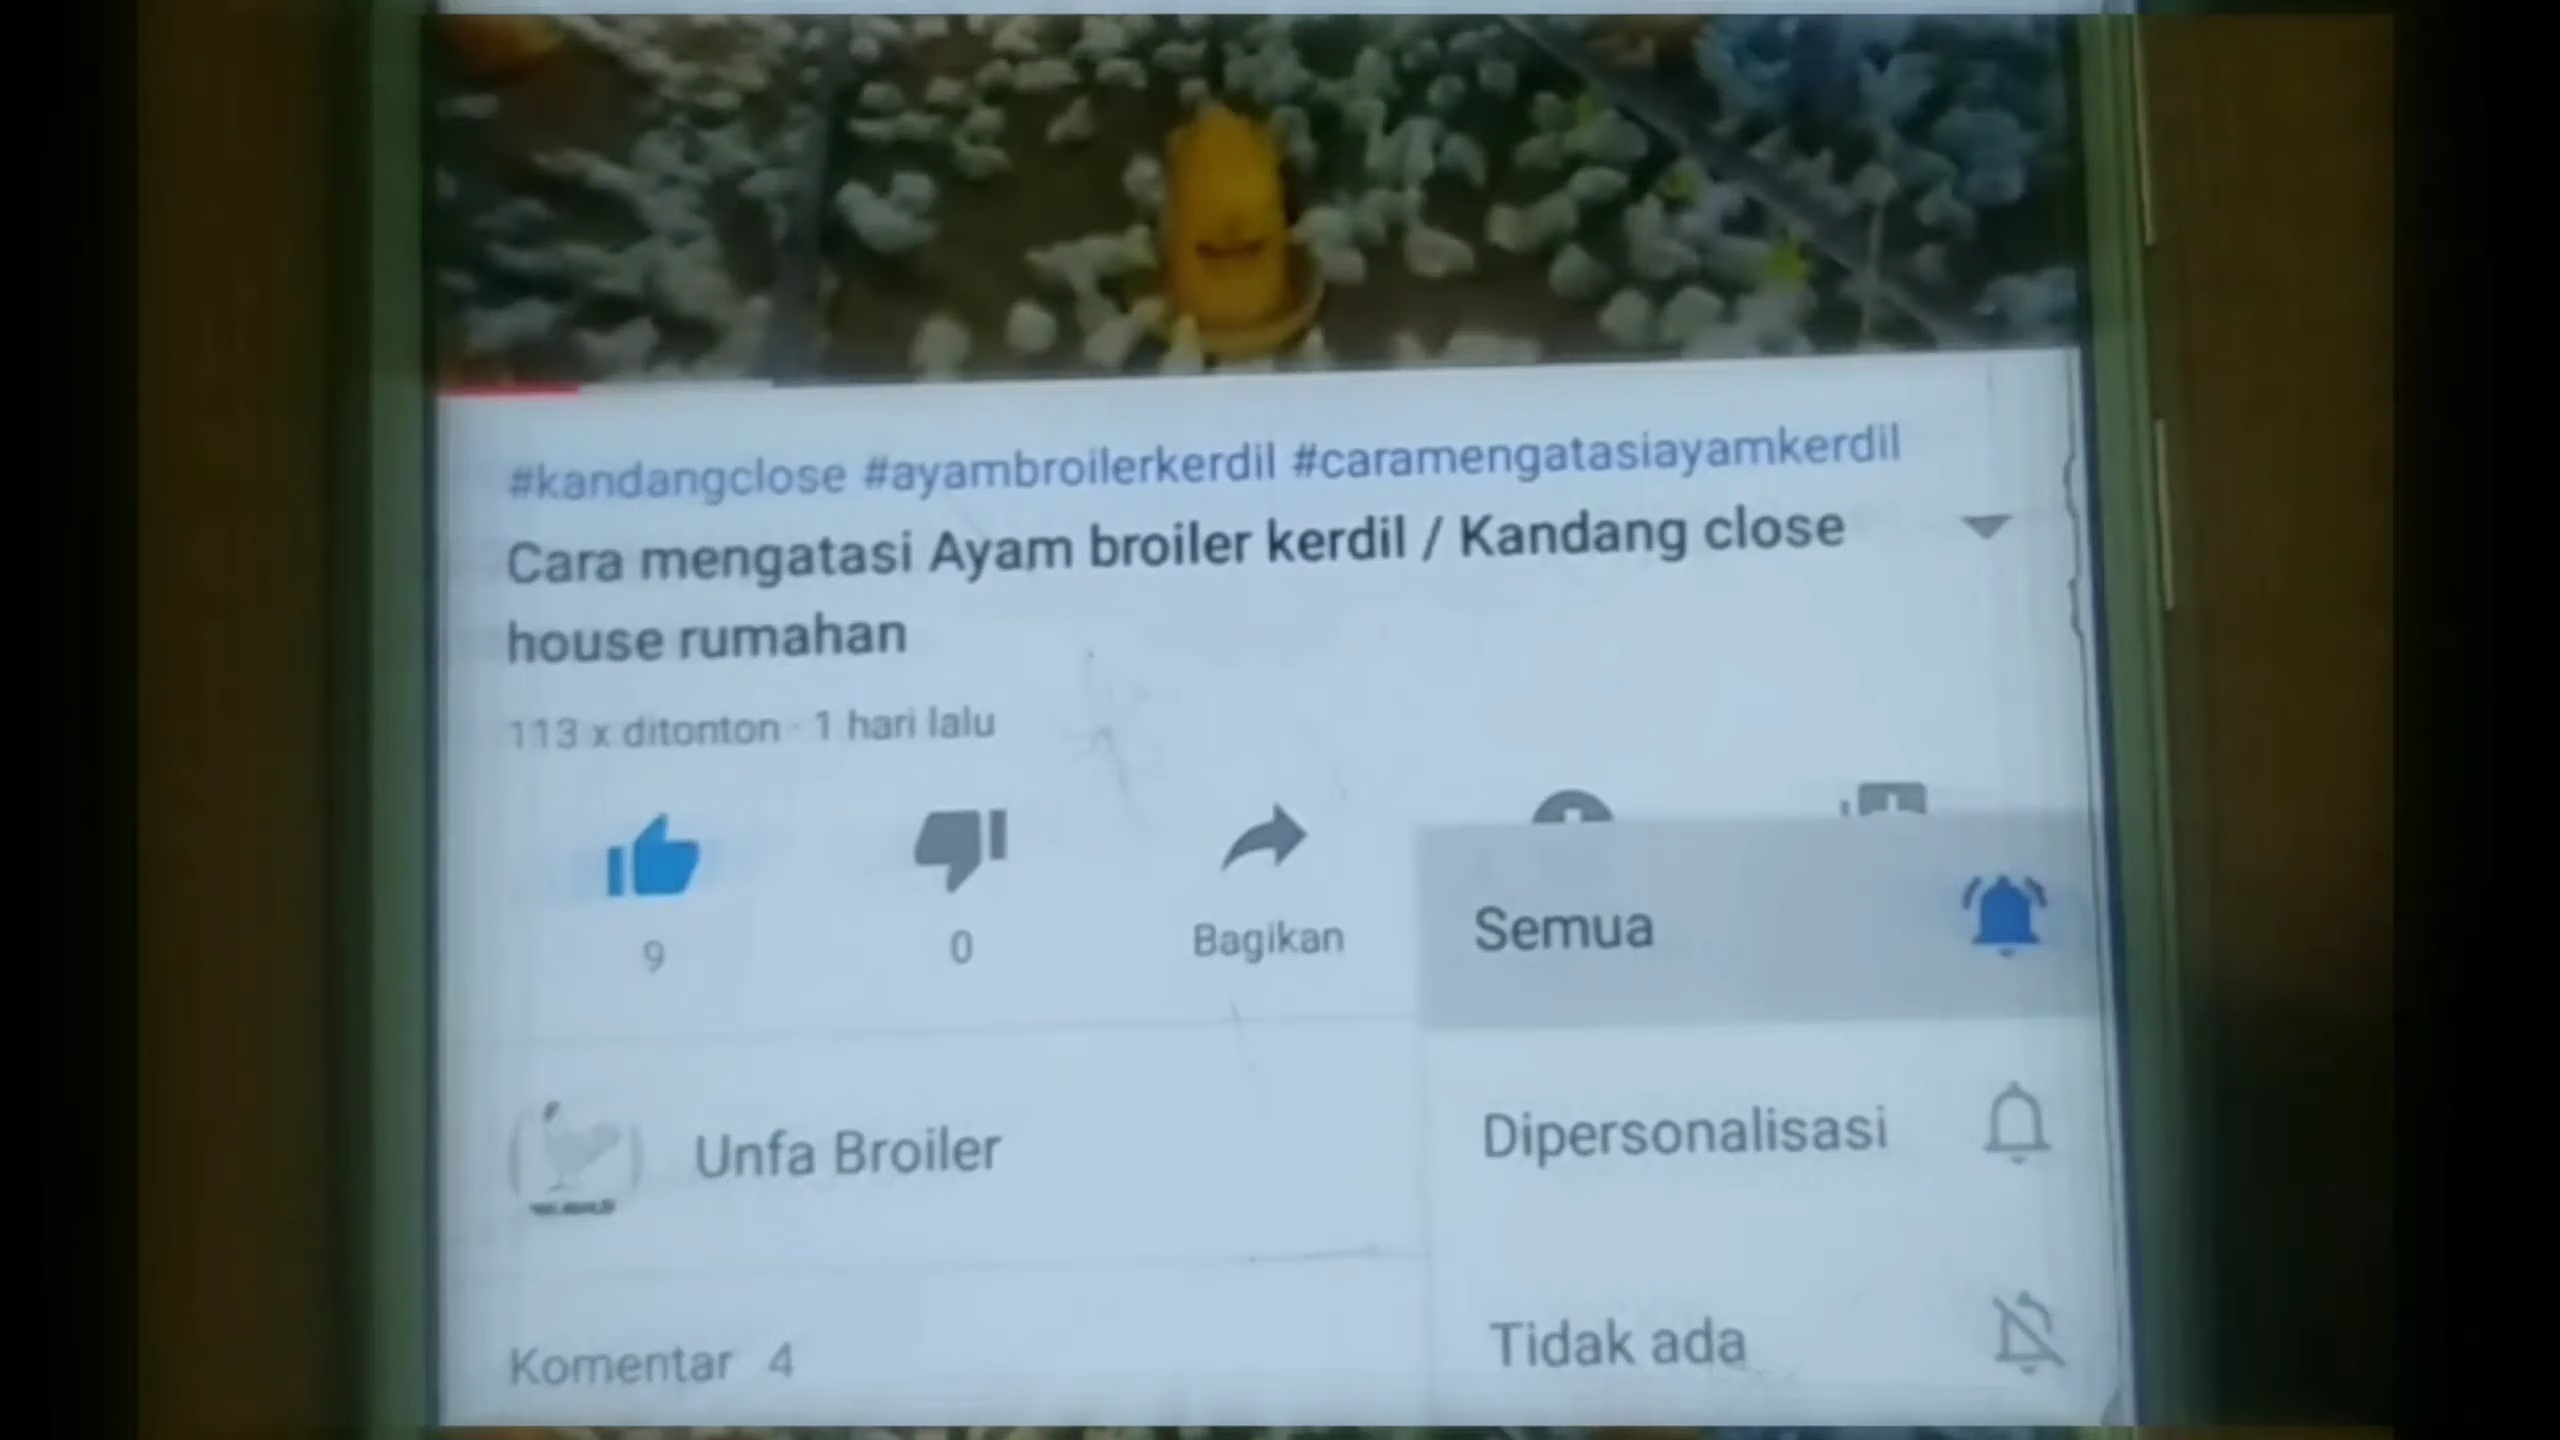 #kandangclose #ayambroilerkerdil #caramengatasiayamkerdil
Cara mengatasi Ayam broiler kerdil / Kandang close
house rumahan
113 x ditonton · 1 hari lalu
9
0
Bagikan
Semua
Unfa Broiler
Dipersonalisasi
Komentar 4
Tidak ada